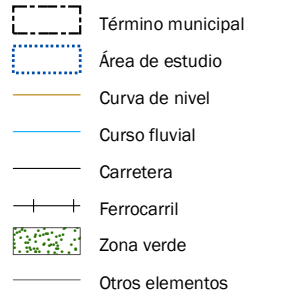 Término municipal
Área de estudio
Curva de nivel
Curso fluvial
Carretera
Ferrocarril
Zona verde
Otros elementos